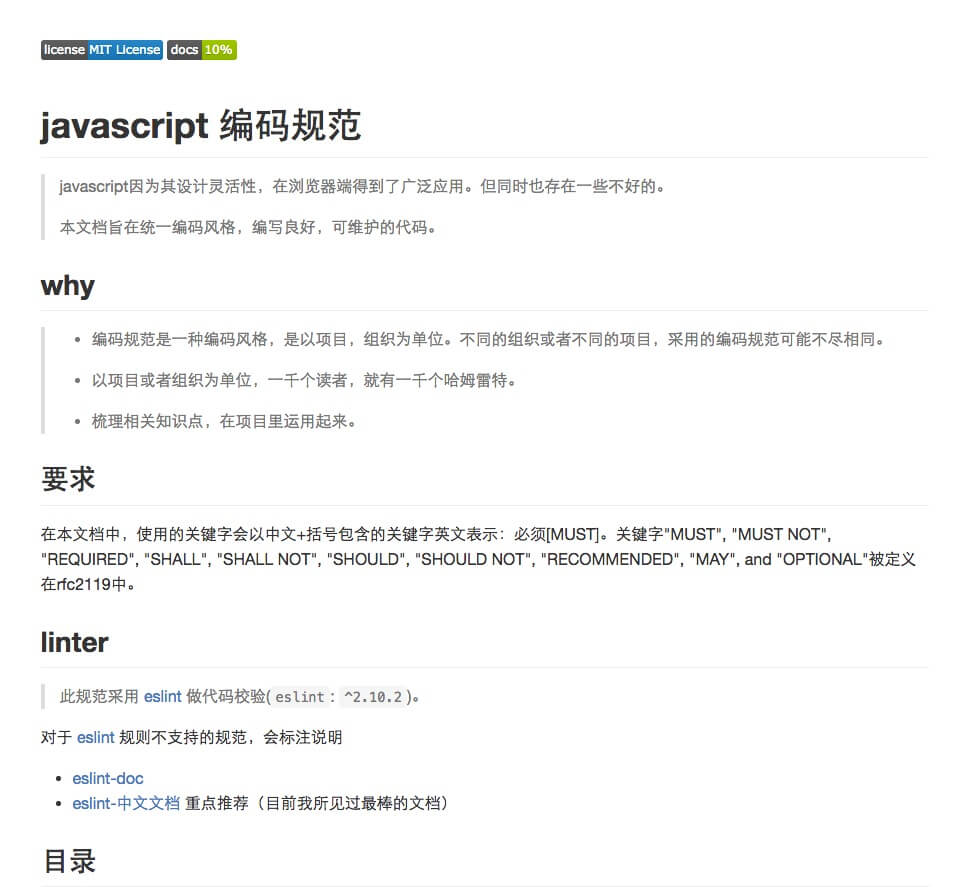 license MIT License docs 10%
javascript 编码规范
javascript因为其设计灵活性，在浏览器端得到了广泛应用。但同时也存在一些不好的。
本文档旨在统一编码风格，编写良好，可维护的代码。
why
• 编码规范是一种编码风格，是以项目，组织为单位。不同的组织或者不同的项目，采用的编码规范可能不尽相同。
• 以项目或者组织为单位，一千个读者，就有一千个哈姆雷特。
• 梳理相关知识点，在项目里运用起来。
要求
在本文档中，使用的关键字会以中文+括号包含的关键字英文表示：必须[MUST]。关键字"MUST", "MUST NOT",
"REQUIRED", "SHALL", "SHALL NOT", "SHOULD", "SHOULD NOT", "RECOMMENDED", "MAY", and "OPTIONAL"被定义
在rfc2119中。
linter
此规范采用 eslint 做代码校验( eslint : ^2.10.2 )。
对于 eslint 规则不支持的规范，会标注说明
• eslint-doc
• eslint-中文文档 重点推荐（目前我所见过最棒的文档）
目录